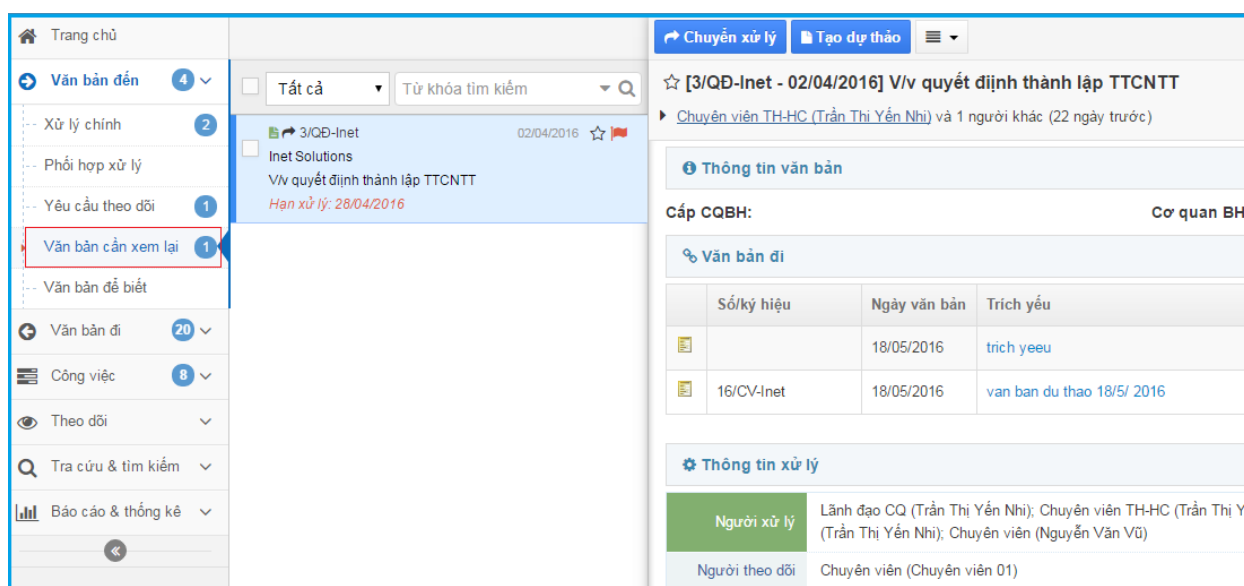 Trang chủ
Văn bản đến 4
Xử lý chính 2
Phối hợp xử lý
Yêu cầu theo dõi 1
Văn bản cần xem lại 1
Văn bản để biết
Văn bản đi 20
Công việc 8
Theo dõi
Tra cứu & tìm kiếm
Báo cáo & thống kê
Tất cả
Từ khóa tìm kiếm
3/QĐ-Inet 02/04/2016
Inet Solutions
V/v quyết điịnh thành lập TTCNTT
Hạn xử lý: 28/04/2016
Chuyển xử lý Tạo dự thảo
[3/QĐ-Inet - 02/04/2016] V/v quyết điịnh thành lập TTCNTT
Chuyên viên TH-HC (Trần Thị Yến Nhi) và 1 người khác (22 ngày trước)
Thông tin văn bản
Cấp CQBH: Cơ quan BH
Văn bản đi
Số/ký hiệu Ngày văn bản Trích yếu
18/05/2016 trich yeeu
16/CV-Inet 18/05/2016 van ban du thao 18/5/ 2016
Thông tin xử lý
Người xử lý Lãnh đạo CQ (Trần Thị Yến Nhi); Chuyên viên TH-HC (Trần Thị Y
(Trần Thị Yến Nhi); Chuyên viên (Nguyễn Văn Vũ)
Người theo dõi Chuyên viên (Chuyên viên 01)